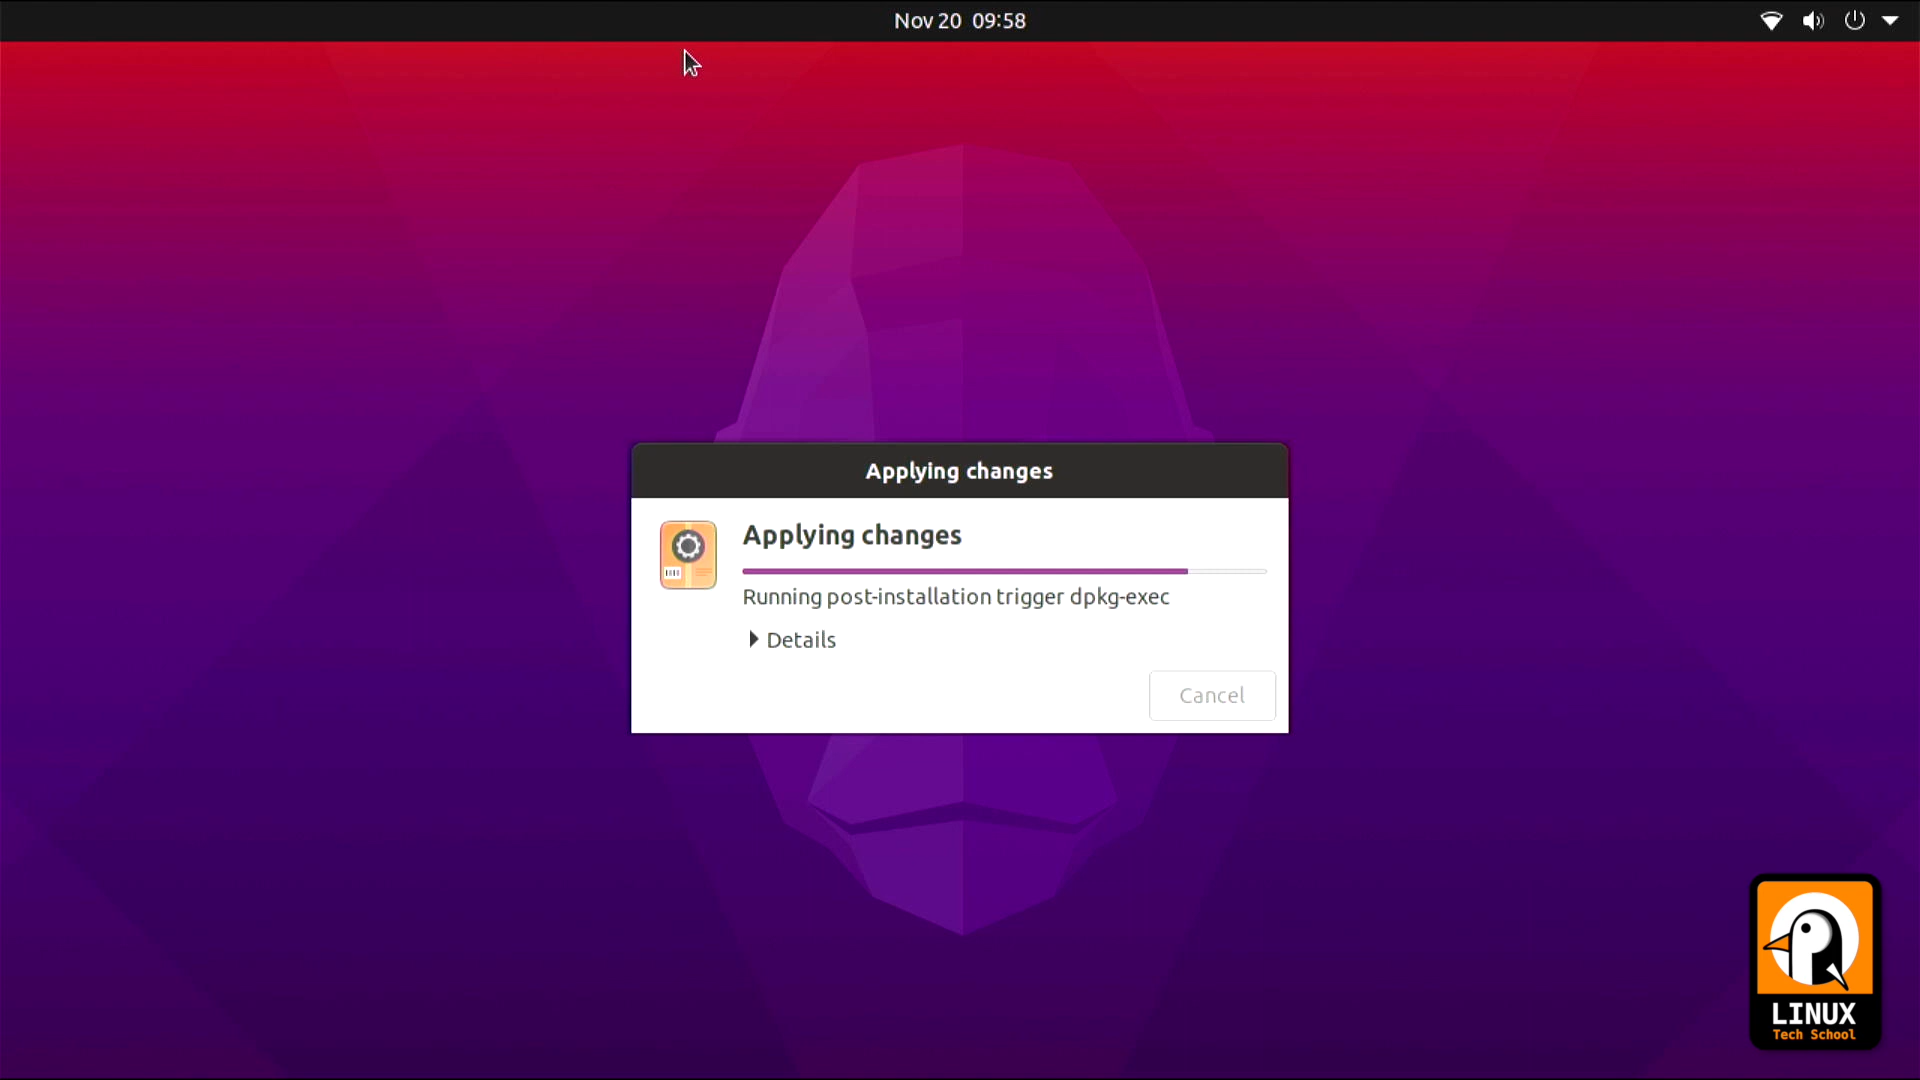 Nov 20 09:58
Applying changes
Applying changes
Running post-installation trigger dpkg-exec
Details
Cancel
LINUX
Tech School